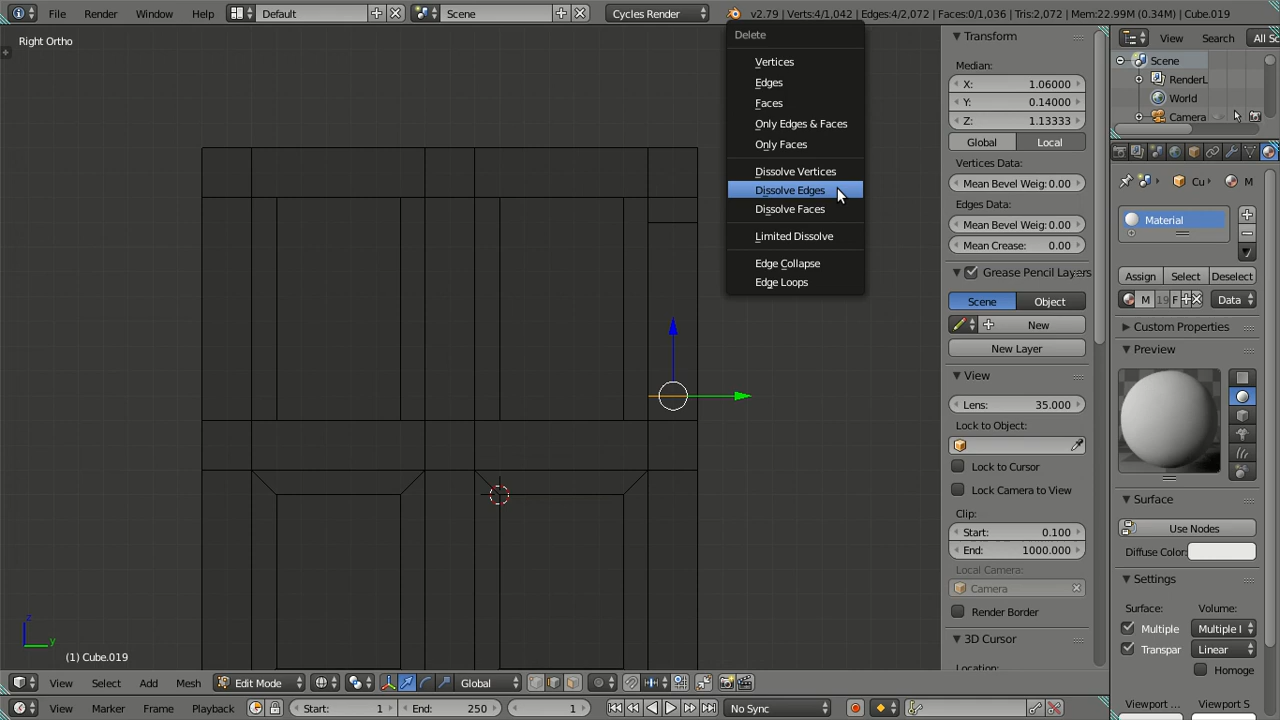 File Render Window Help Default Scene Cycles Render v2.79 | Verts:4/1,042 | Edges:4/2,072 | Faces:0/1,036 | Tris:2,072 | Mem:22.99M (0.34M) | Cube.019
Right Ortho
Delete
Vertices
Edges
Faces
Only Edges & Faces
Only Faces
Dissolve Vertices
Dissolve Edges
Dissolve Faces
Limited Dissolve
Edge Collapse
Edge Loops
Transform
Median:
X: 1.06000
Y: 0.14000
Z: 1.13333
Global Local
Vertices Data:
Mean Bevel Weig: 0.00
Edges Data:
Mean Bevel Weig: 0.00
Mean Crease: 0.00
Grease Pencil Layers
Scene Object
New
New Layer
View
Lens: 35.000
Lock to Object:
Lock to Cursor
Lock Camera to View
Clip:
Start: 0.100
End: 1000.000
Local Camera:
Camera
Render Border
3D Cursor
Location:
View Search All Sc
Scene
RenderL
World
Camera
Cu M
Material
Assign Select Deselect
M 19 F Data
Custom Properties
Preview
Surface
Use Nodes
Diffuse Color:
Settings
Surface: Volume:
Multiple Multiple I
Transpar Linear
Homoge
Viewport Viewport S
z
y
(1) Cube.019
View Select Add Mesh Edit Mode Global
View Marker Frame Playback Start: 1 End: 250 1 No Sync